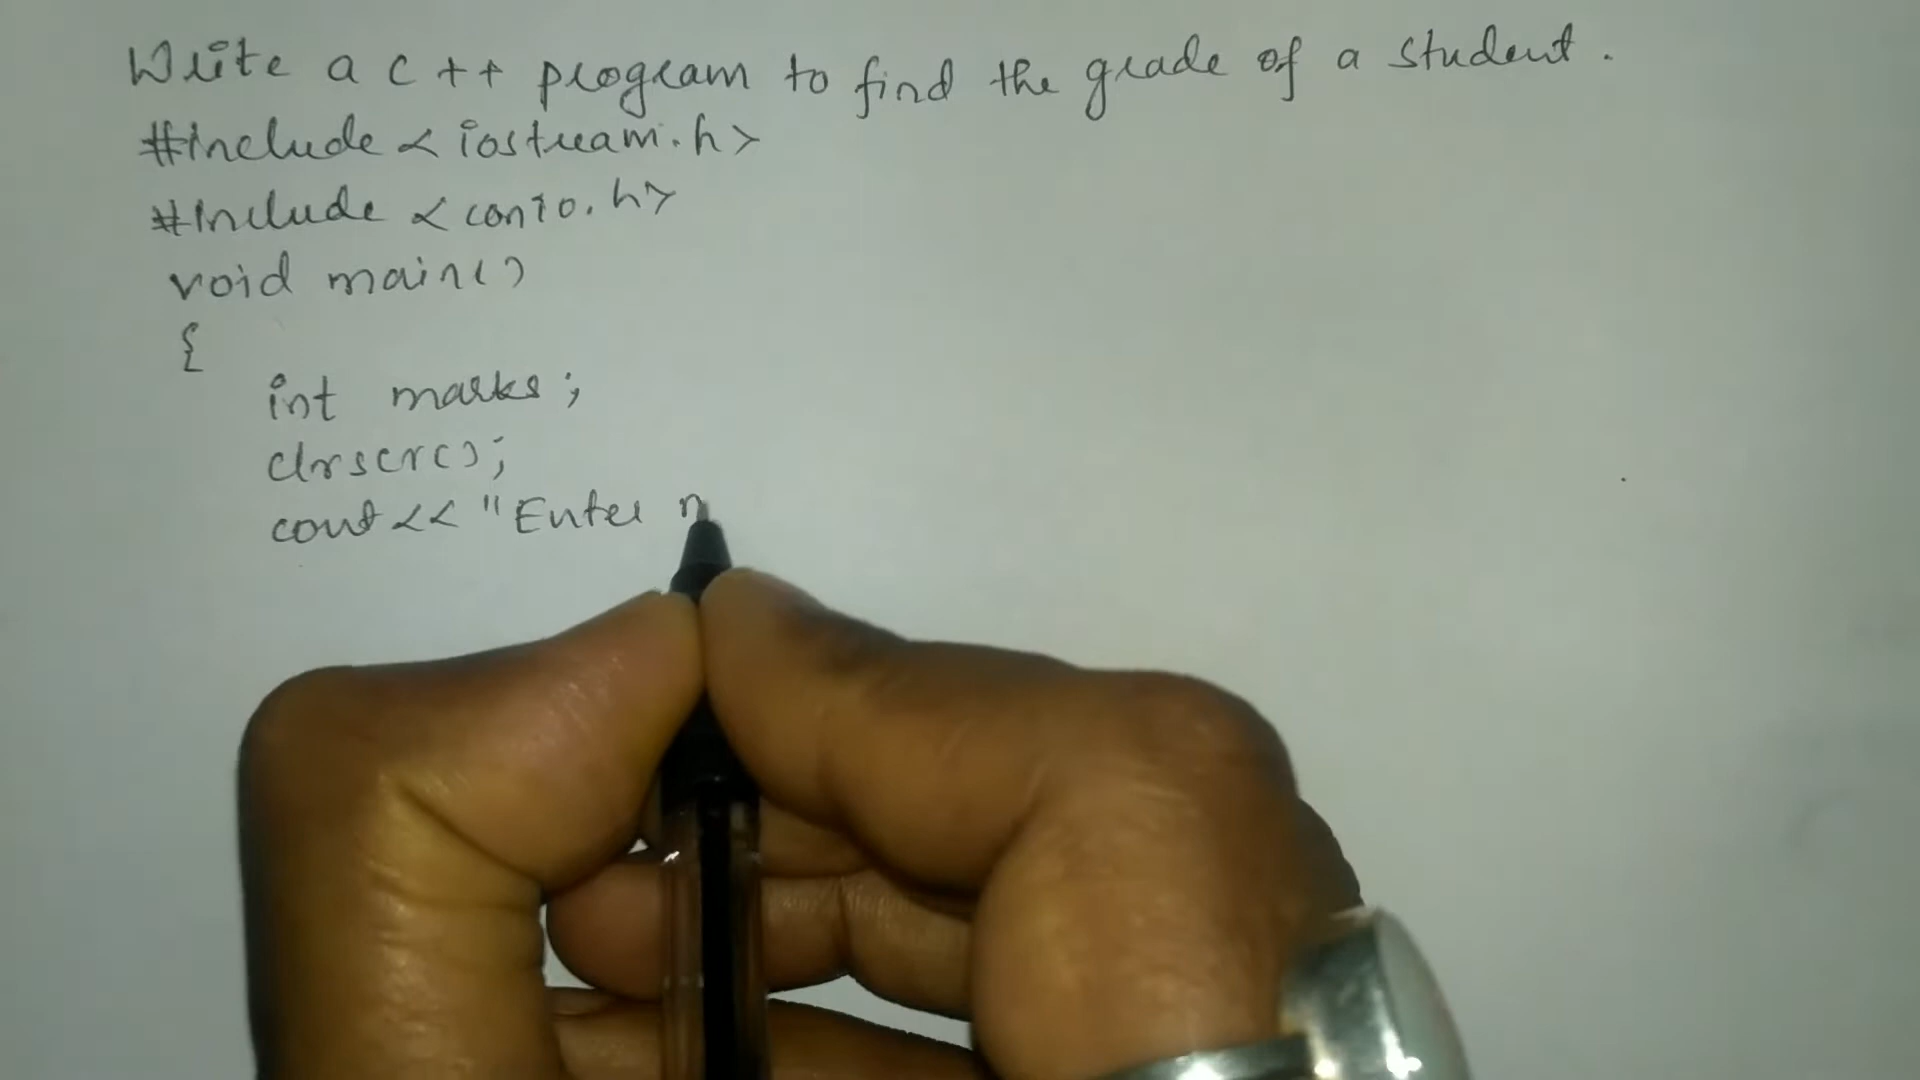 Write a c++ program to find the grade of a student.
#include <iostream.h>
#include <conio.h>
void main()
{
int marks;
clrscr();
cout<< "Enter